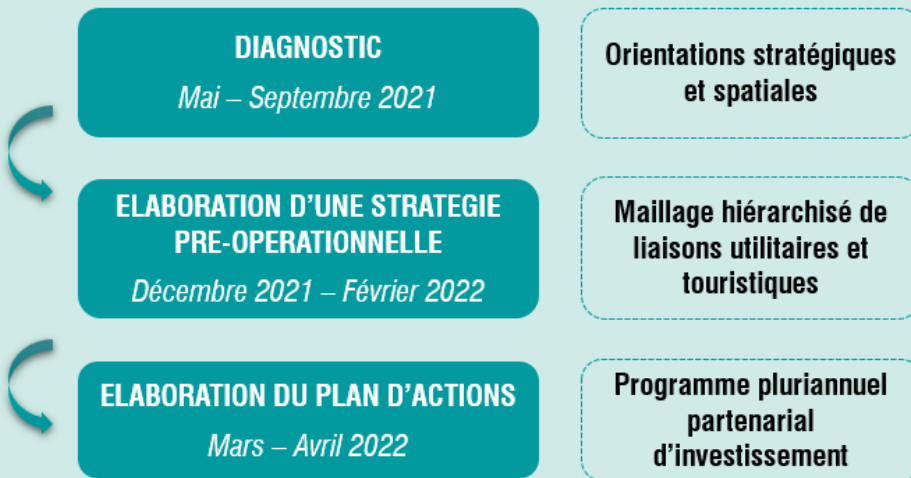 DIAGNOSTIC
Mai – Septembre 2021
Orientations stratégiques
et spatiales
ELABORATION D'UNE STRATEGIE
PRE-OPERATIONNELLE
Décembre 2021 – Février 2022
Maillage hiérarchisé de
liaisons utilitaires et
touristiques
ELABORATION DU PLAN D'ACTIONS
Mars – Avril 2022
Programme pluriannuel
partenarial
d'investissement